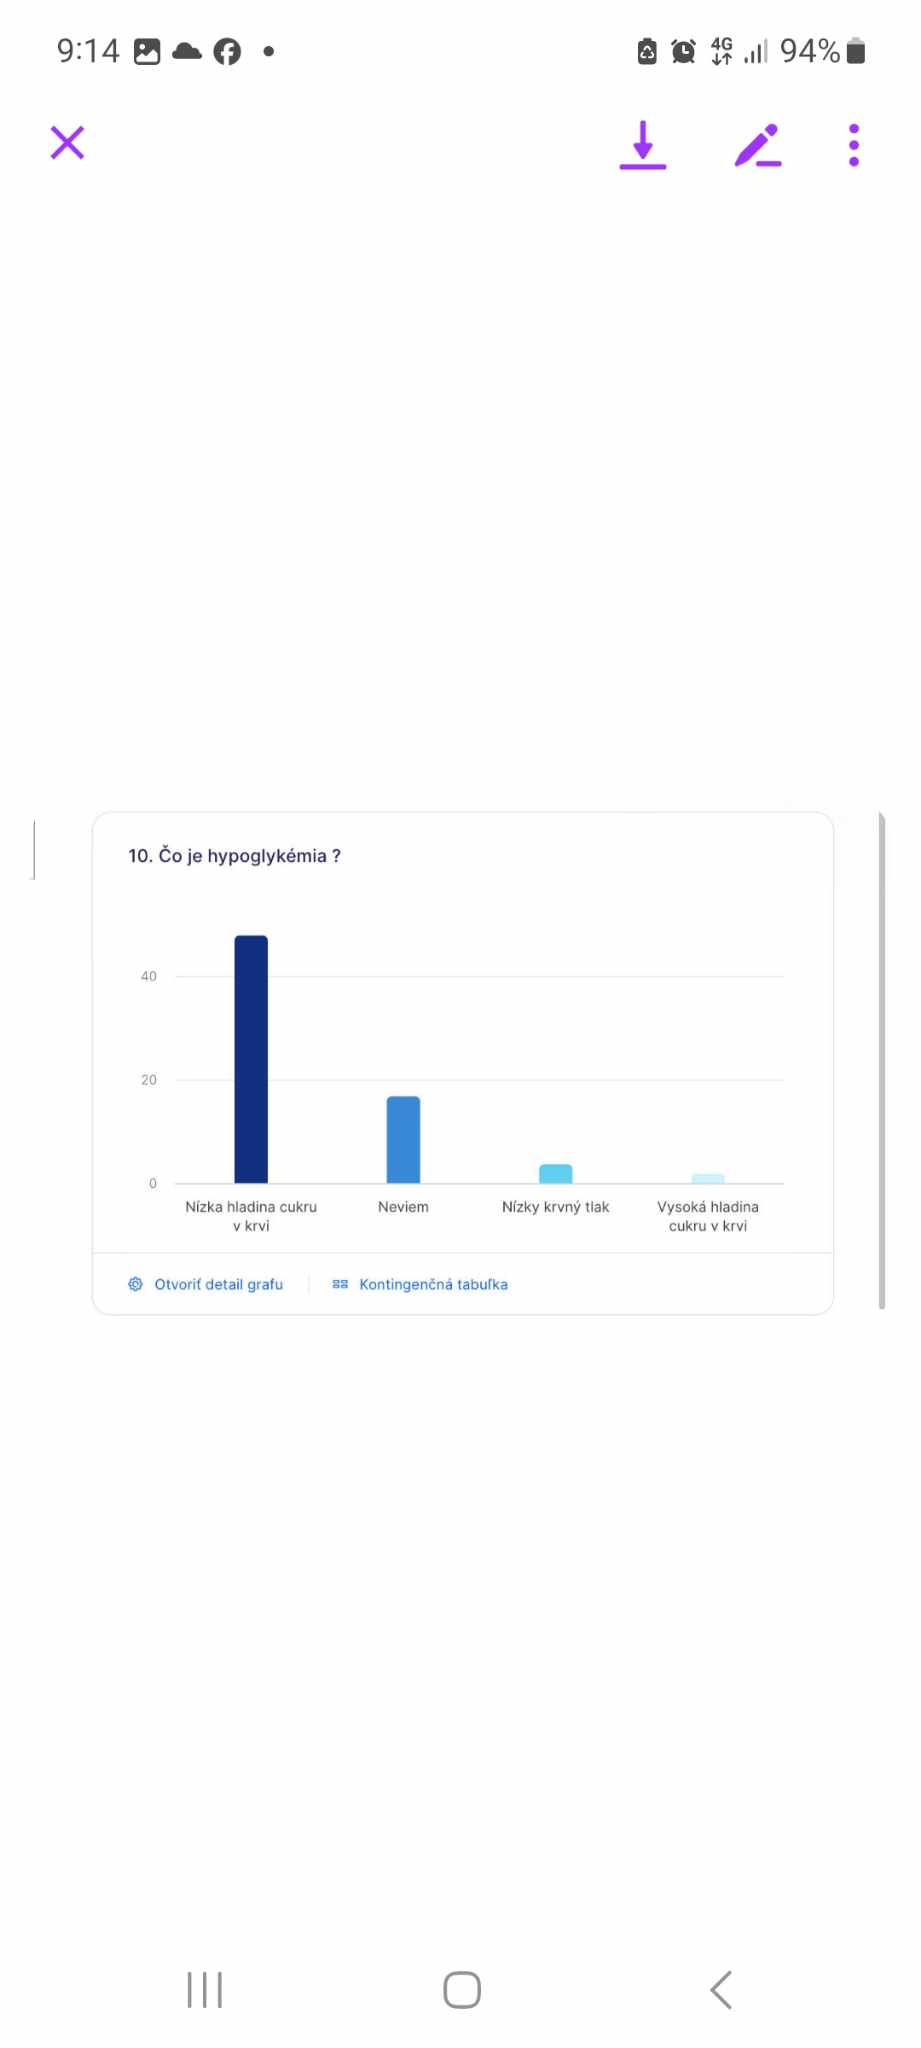 9:14
4G
94%
10. Čo je hypoglykémia ?
40
20
0
Nízka hladina cukru
v krvi
Neviem
Nízky krvný tlak
Vysoká hladina
cukru v krvi
Otvoriť detail grafu
Kontingenčná tabuľka